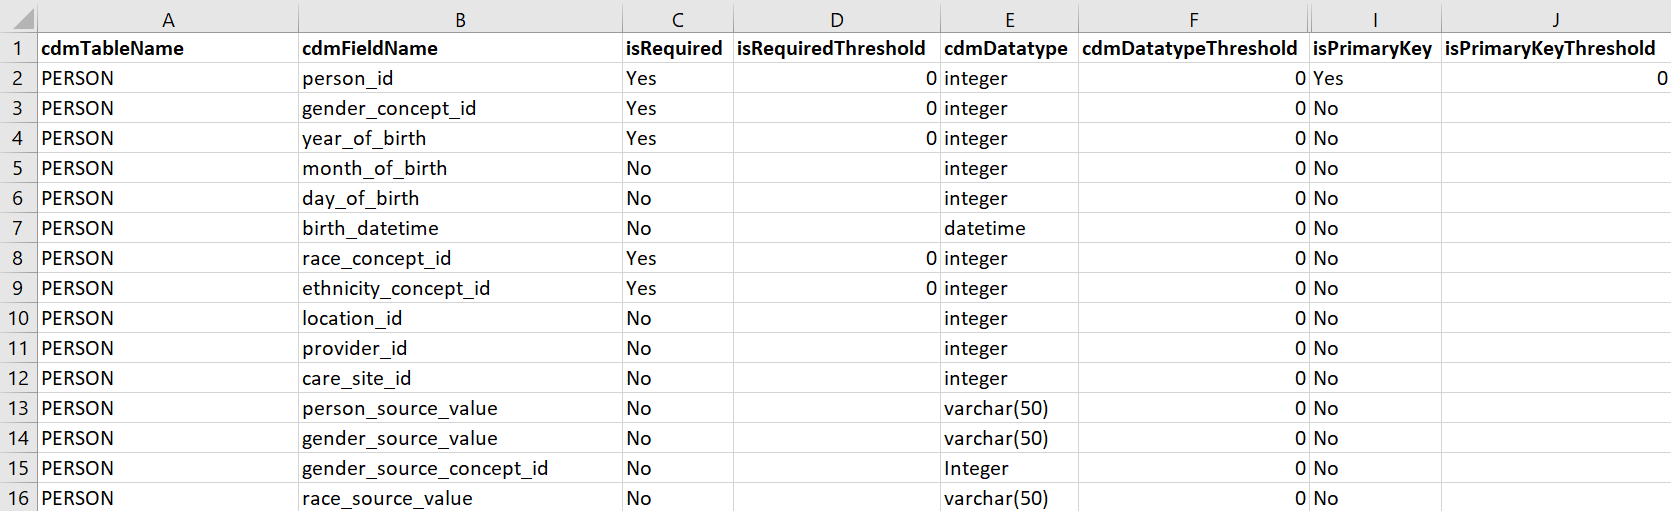 A B C D E F I J
1 cdmTableName cdmFieldName isRequired isRequiredThreshold cdmDatatype cdmDatatypeThreshold isPrimaryKey isPrimaryKeyThreshold
2 PERSON person_id Yes 0 integer 0 Yes 0
3 PERSON gender_concept_id Yes 0 integer 0 No
4 PERSON year_of_birth Yes 0 integer 0 No
5 PERSON month_of_birth No integer 0 No
6 PERSON day_of_birth No integer 0 No
7 PERSON birth_datetime No datetime 0 No
8 PERSON race_concept_id Yes 0 integer 0 No
9 PERSON ethnicity_concept_id Yes 0 integer 0 No
10 PERSON location_id No integer 0 No
11 PERSON provider_id No integer 0 No
12 PERSON care_site_id No integer 0 No
13 PERSON person_source_value No varchar(50) 0 No
14 PERSON gender_source_value No varchar(50) 0 No
15 PERSON gender_source_concept_id No Integer 0 No
16 PERSON race_source_value No varchar(50) 0 No